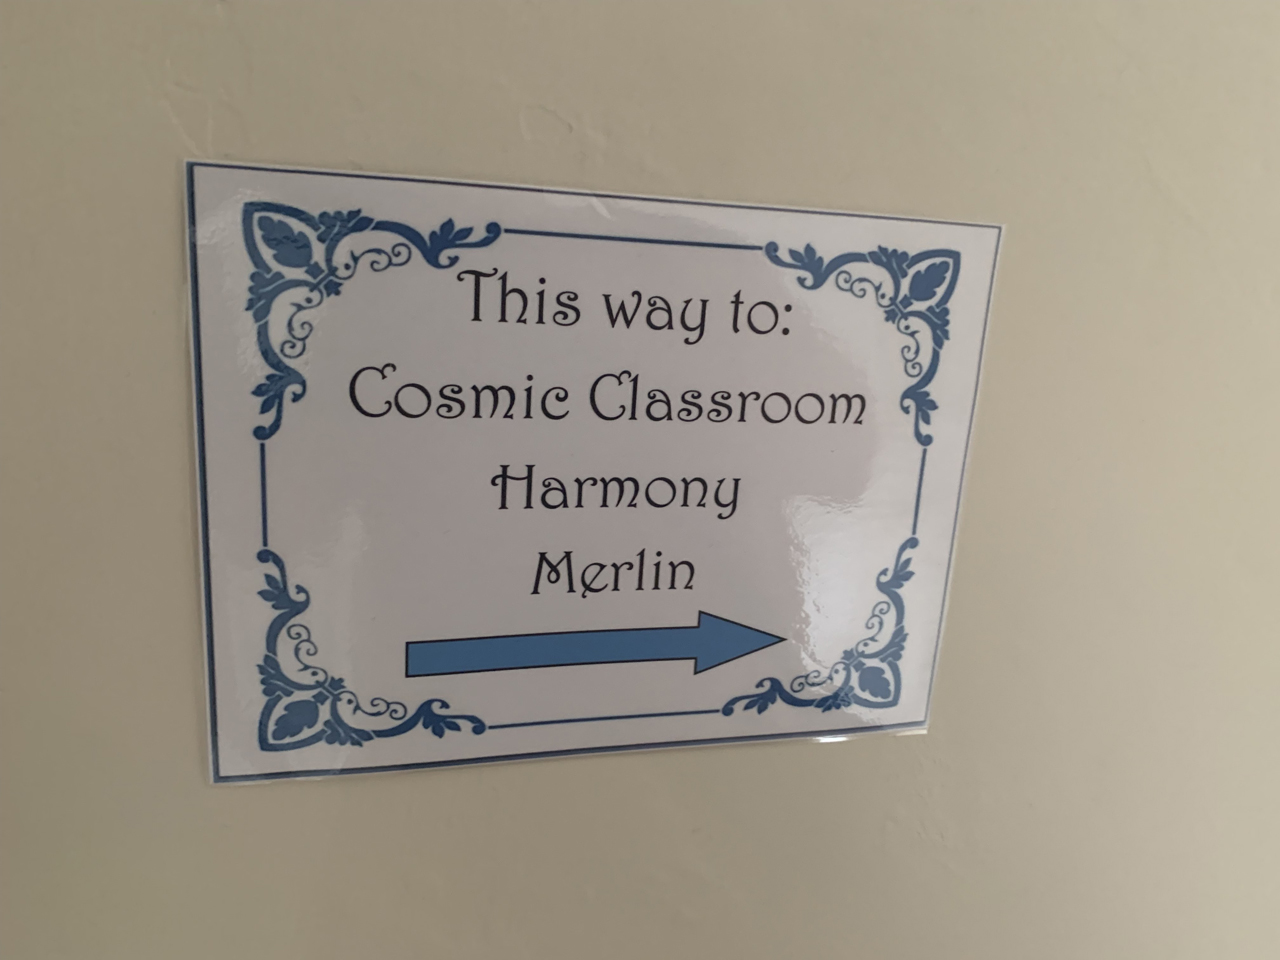 This way to:
Cosmic Classroom
Harmony
Merlin